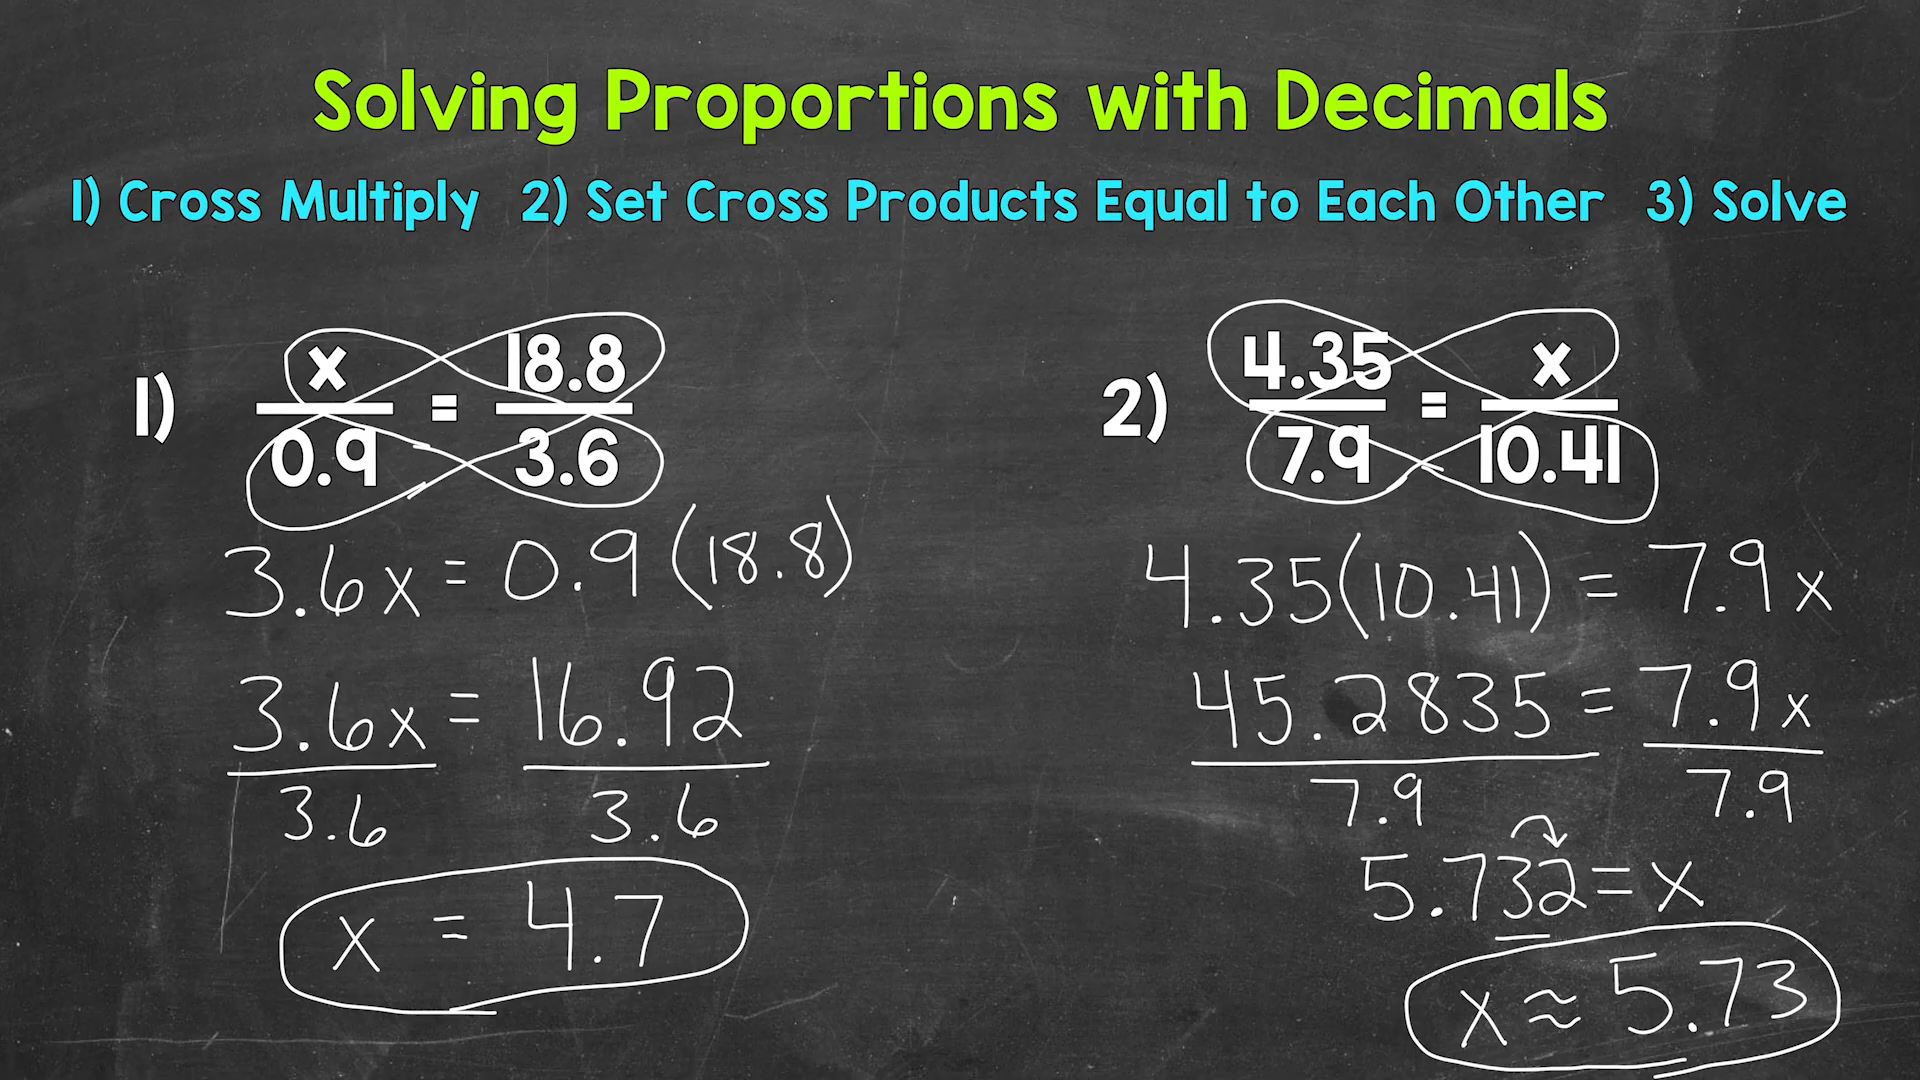 Solving Proportions with Decimals
1) Cross Multiply 2) Set Cross Products Equal to Each Other 3) Solve
1) x/0.9 = 18.8/3.6
3.6x = 0.9(18.8)
3.6x/3.6 = 16.92/3.6
x = 4.7
2) 4.35/7.9 = x/10.41
4.35(10.41) = 7.9x
45.2835/7.9 = 7.9x/7.9
5.732 = x
x ≈ 5.73